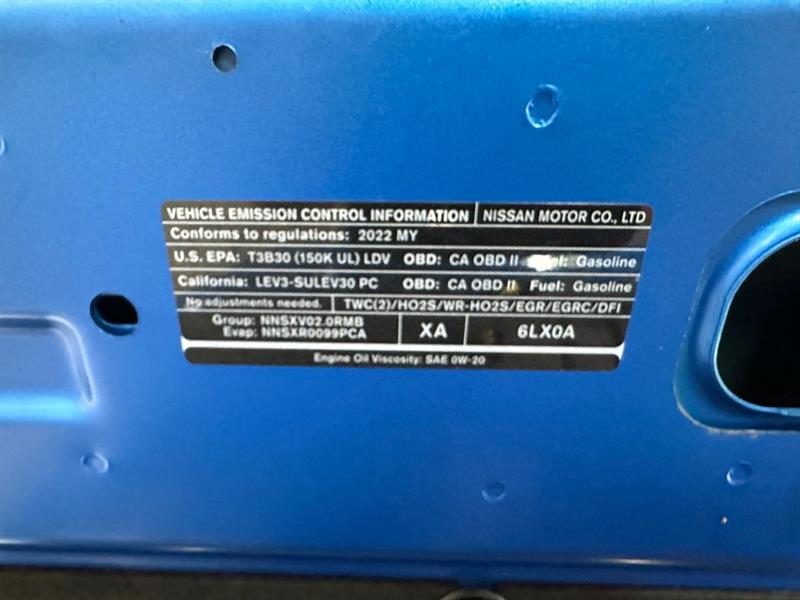 VEHICLE EMISSION CONTROL INFORMATION NISSAN MOTOR CO., LTD
Conforms to regulations: 2022 MY
U.S. EPA: T3B30 (150K UL) LDV OBD: CA OBD II Fuel: Gasoline
California: LEV3-SULEV30 PC OBD: CA OBD II Fuel: Gasoline
No adjustments needed. TWC(2)/HO2S/WR-HO2S/EGR/EGRC/DFI
Group: NNSXV02.0RMB
Evap: NNSXR0099PCA XA 6LX0A
Engine Oil Viscosity: SAE 0W-20